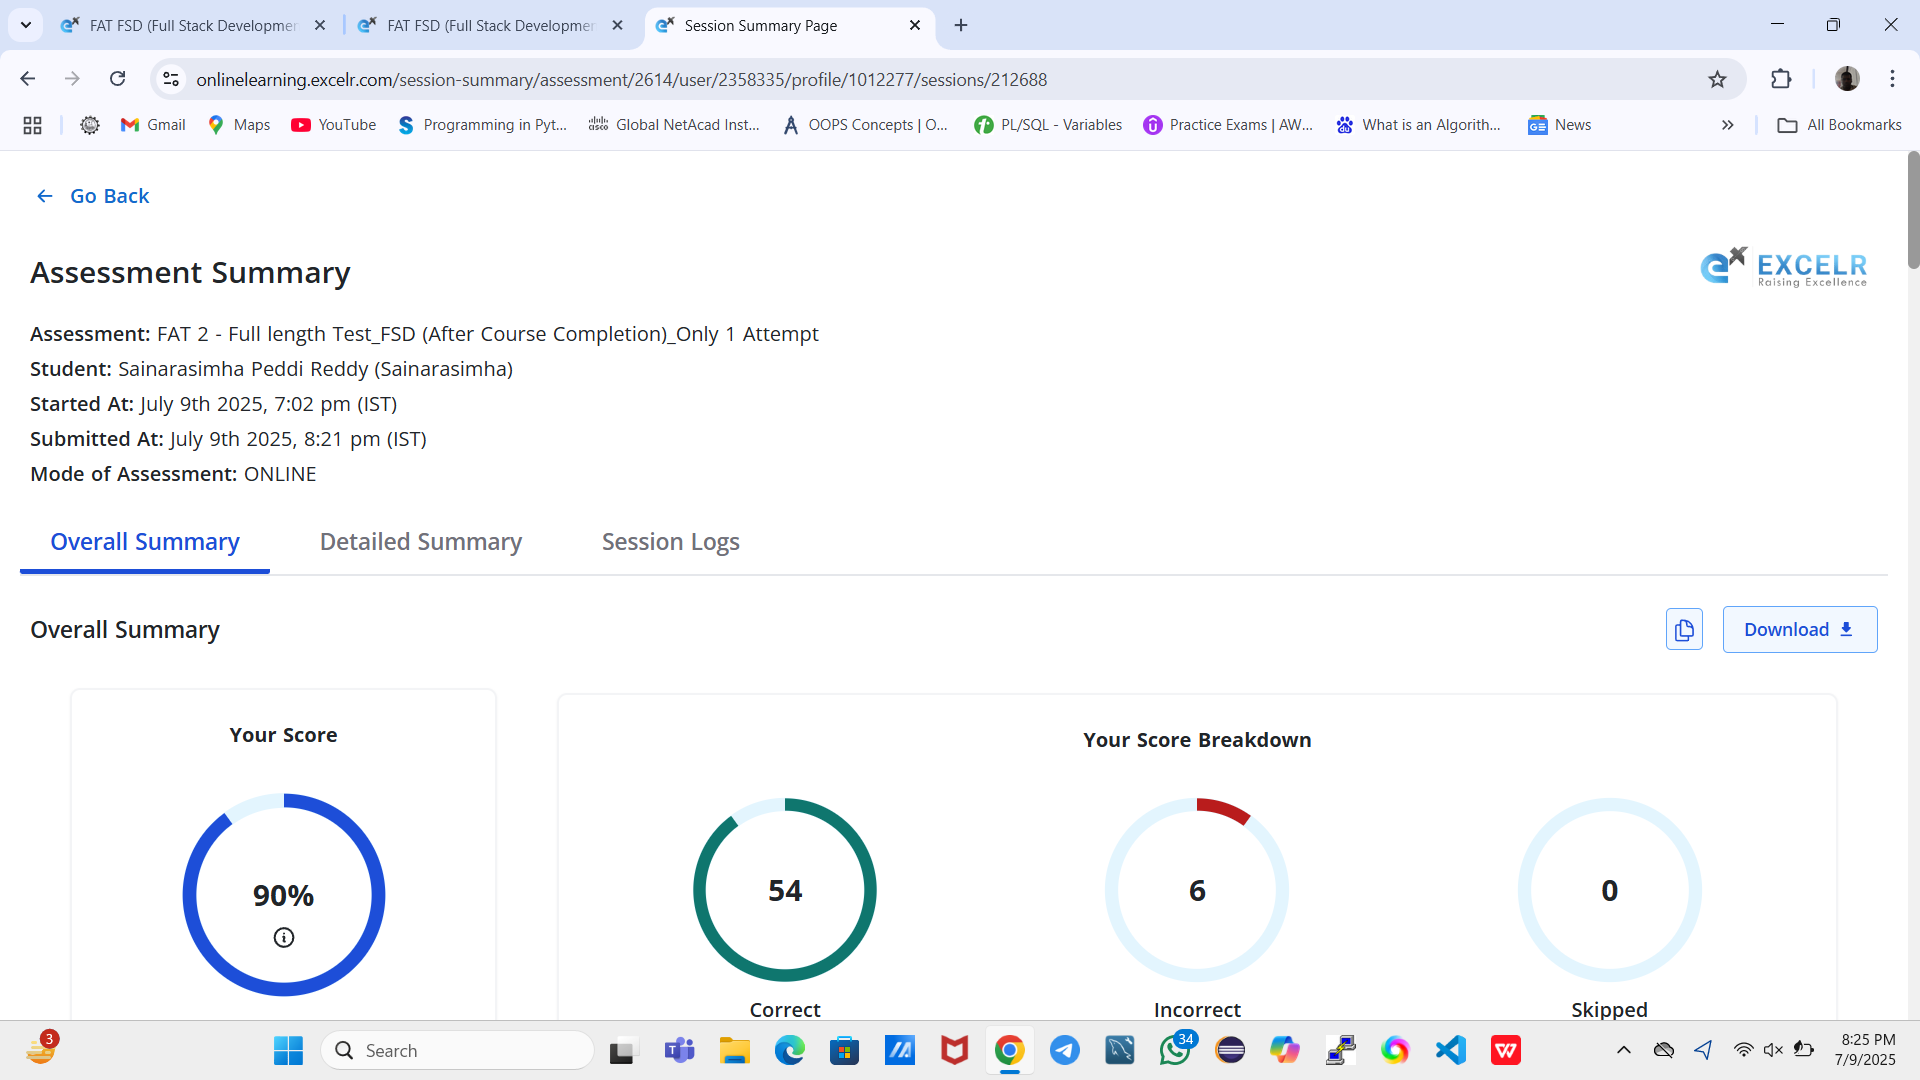 FAT FSD (Full Stack Developmen
FAT FSD (Full Stack Developmen
Session Summary Page
onlinelearning.excelr.com/session-summary/assessment/2614/user/2358335/profile/1012277/sessions/212688
Gmail
Maps
YouTube
Programming in Pyt...
Global NetAcad Inst...
OOPS Concepts | O...
PL/SQL - Variables
Practice Exams | AW...
What is an Algorith...
News
All Bookmarks
Go Back
Assessment Summary
EXCELR
Raising Excellence
Assessment: FAT 2 - Full length Test_FSD (After Course Completion)_Only 1 Attempt
Student: Sainarasimha Peddi Reddy (Sainarasimha)
Started At: July 9th 2025, 7:02 pm (IST)
Submitted At: July 9th 2025, 8:21 pm (IST)
Mode of Assessment: ONLINE
Overall Summary
Detailed Summary
Session Logs
Overall Summary
Download
Your Score
90%
Your Score Breakdown
54
Correct
6
Incorrect
0
Skipped
3
Search
34
8:25 PM
7/9/2025